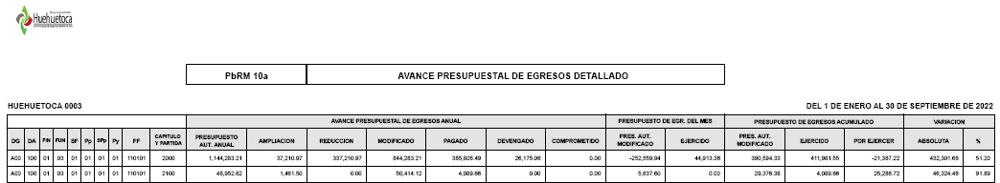 Huehuetoca
PbRM 10a AVANCE PRESUPUESTAL DE EGRESOS DETALLADO
HUEHUETOCA 0003 DEL 1 DE ENERO AL 30 DE SEPTIEMBRE DE 2022
AVANCE PRESUPUESTAL DE EGRESOS ANUAL PRESUPUESTO DE EGR. DEL MES PRESUPUESTO DE EGRESOS ACUMULADO VARIACION
DG DA FIN FUN SF Pp SPp Py FF CAPITULO Y PARTIDA PRESUPUESTO AUT. ANUAL AMPLIACION REDUCCION MODIFICADO PAGADO DEVENGADO COMPROMETIDO PRES. AUT. MODIFICADO EJERCIDO PRES. AUT. MODIFICADO EJERCIDO POR EJERCER ABSOLUTA %
A00 100 01 03 01 01 01 01 110101 2000 1,144,283.21 37,210.97 337,210.97 844,283.21 385,806.49 26,175.06 0.00 -252,559.94 44,913.36 390,594.33 411,981.55 -21,387.22 432,301.66 51.20
A00 100 01 03 01 01 01 01 110101 2100 48,952.62 1,461.50 0.00 50,414.12 4,089.66 0.00 0.00 5,637.60 0.00 29,376.38 4,089.66 25,286.72 46,324.46 91.89